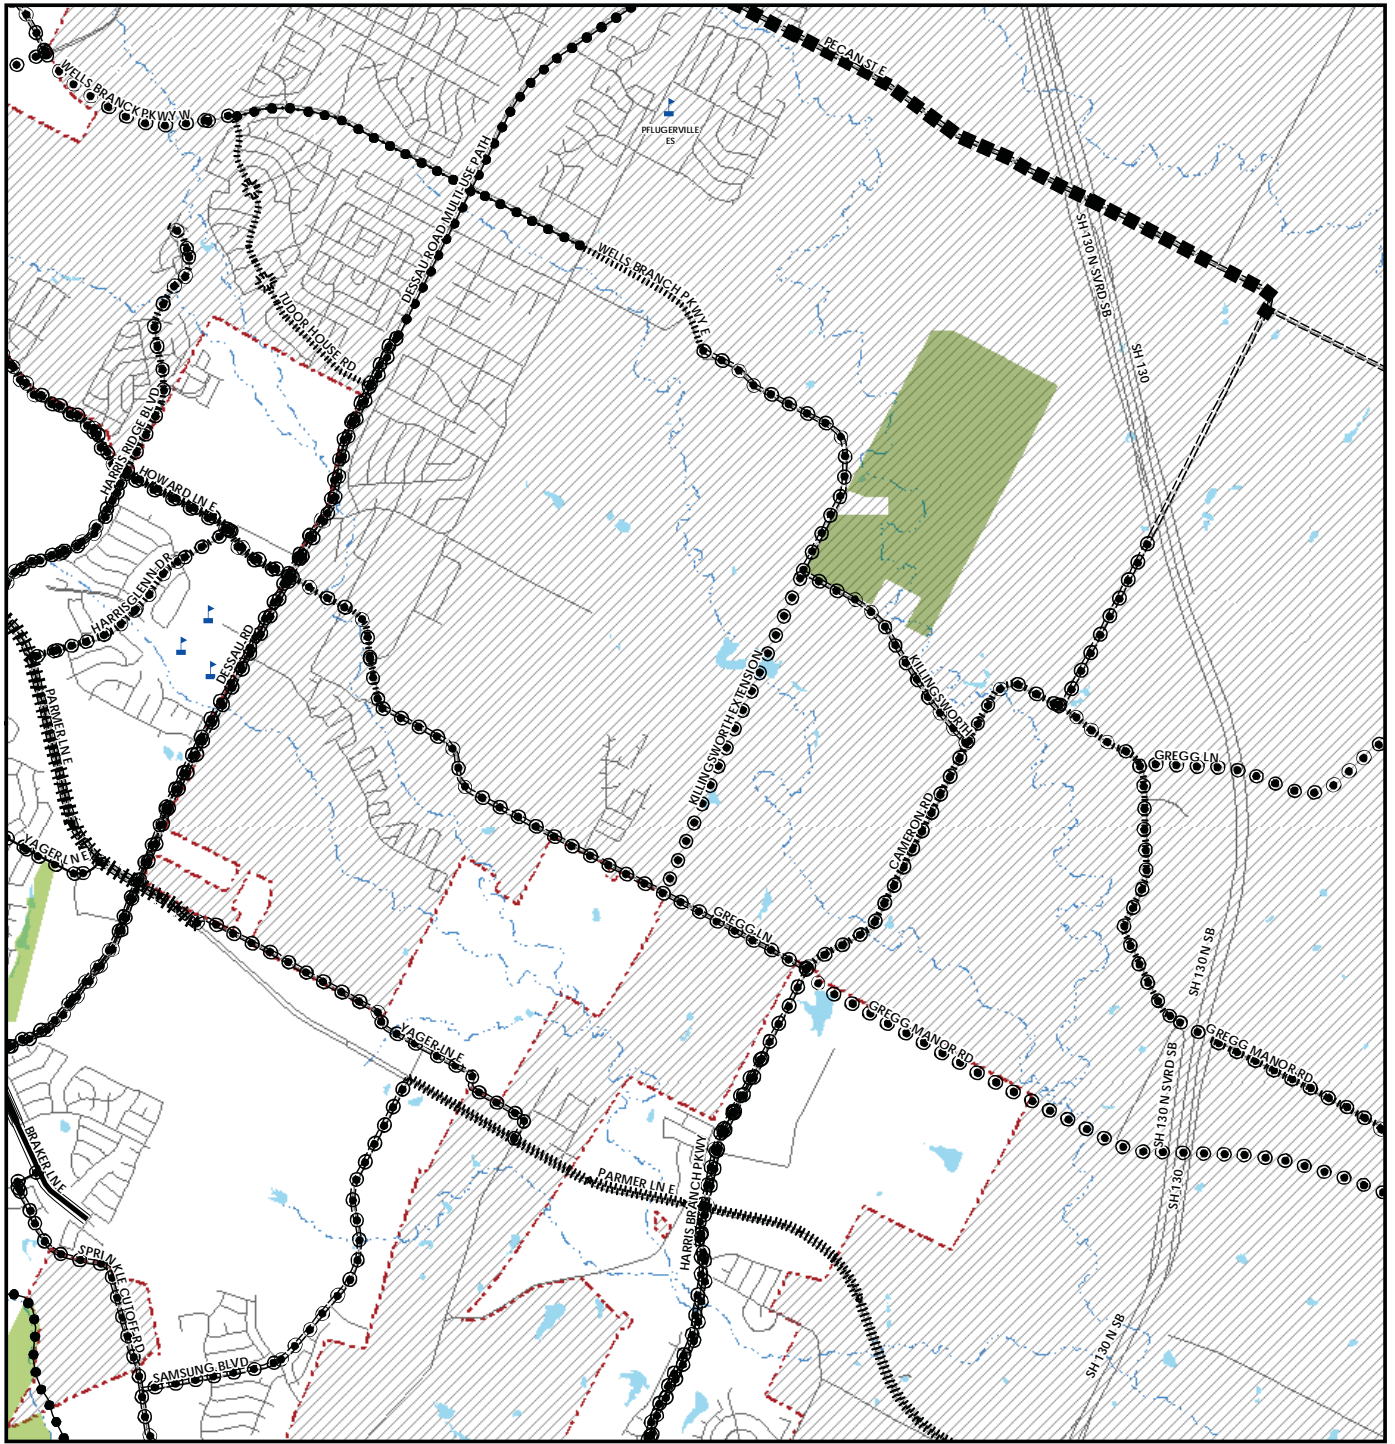 PECAN ST E
WELLS BRANCK PKWY W
PFLUGERVILLE
ES
DESSAU ROAD MULTI-USE PATH
WELLS BRANCH PKWY E
SH 130 N SVRD SB
SH 130
TUDOR HOUSE RD
HARRIS RIDGE BLVD
HOWARD LN E
HARRISGLENN DR
DESSAU RD
PARMER LN E
KILLINGSWORTH EXTENSION
KILLINGSWORTH
GREGG LN
CAMERON RD
YAGER LN E
GREGG LN
SH 130 N SB
GREGG MANOR RD
GREGG MANOR RD
YAGER LN E
SH 130 N SVRD SB
BRAKER LN E
PARMER LN E
HARRIS BRANCH PKWY
SH 130
SPRINKLE CUTOFF RD
SAMSUNG BLVD
SH 130 N SB